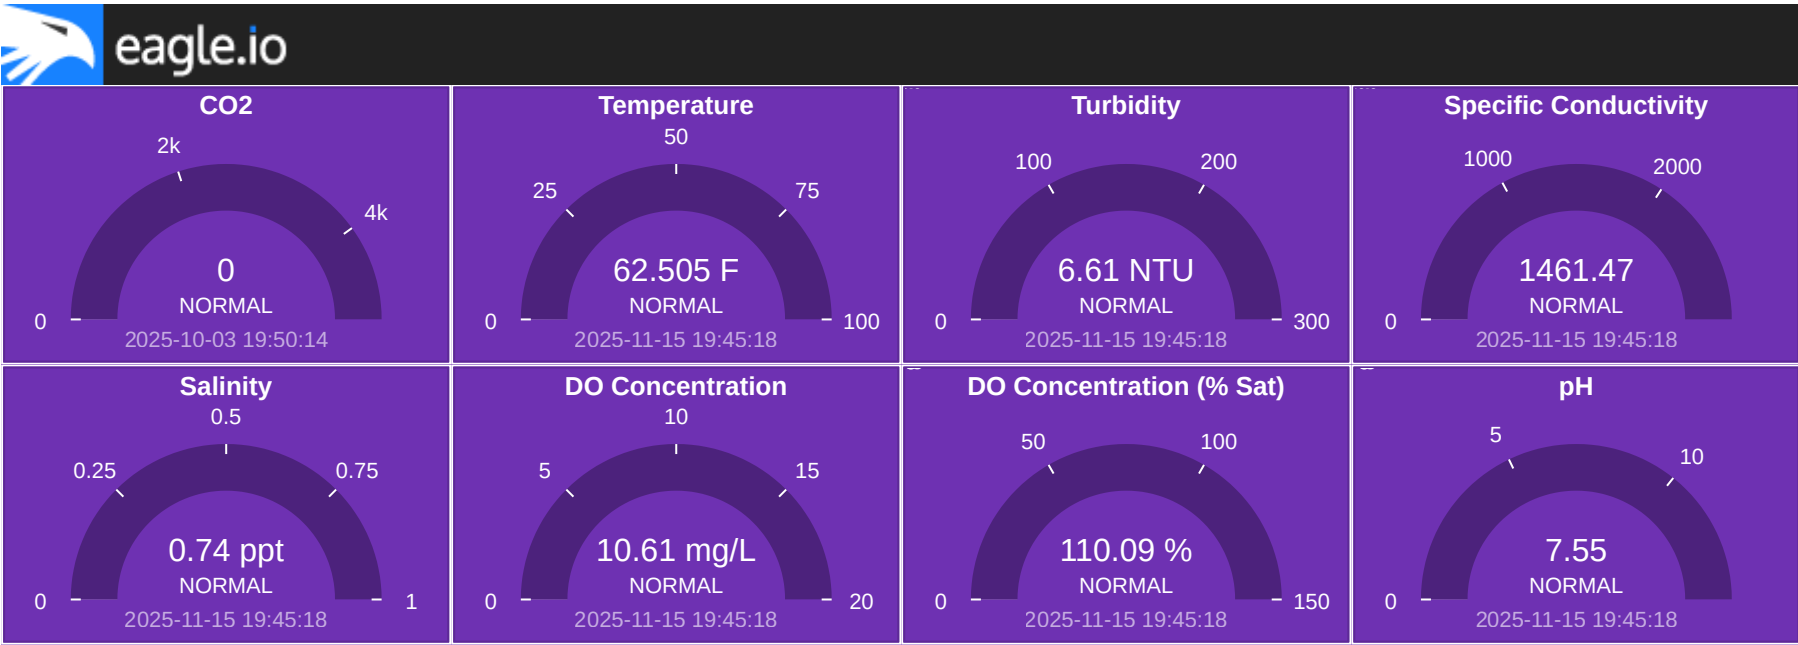 eagle.io
CO2
2k
4k
0
0
NORMAL
2025-10-03 19:50:14
Temperature
50
25
75
62.505 F
NORMAL
0
100
2025-11-15 19:45:18
Turbidity
100
200
6.61 NTU
NORMAL
0
300
2025-11-15 19:45:18
Specific Conductivity
1000
2000
1461.47
NORMAL
0
2025-11-15 19:45:18
Salinity
0.5
0.25
0.75
0.74 ppt
NORMAL
0
1
2025-11-15 19:45:18
DO Concentration
10
5
15
10.61 mg/L
NORMAL
0
20
2025-11-15 19:45:18
DO Concentration (% Sat)
50
100
110.09 %
NORMAL
0
150
2025-11-15 19:45:18
pH
5
10
7.55
NORMAL
0
2025-11-15 19:45:18